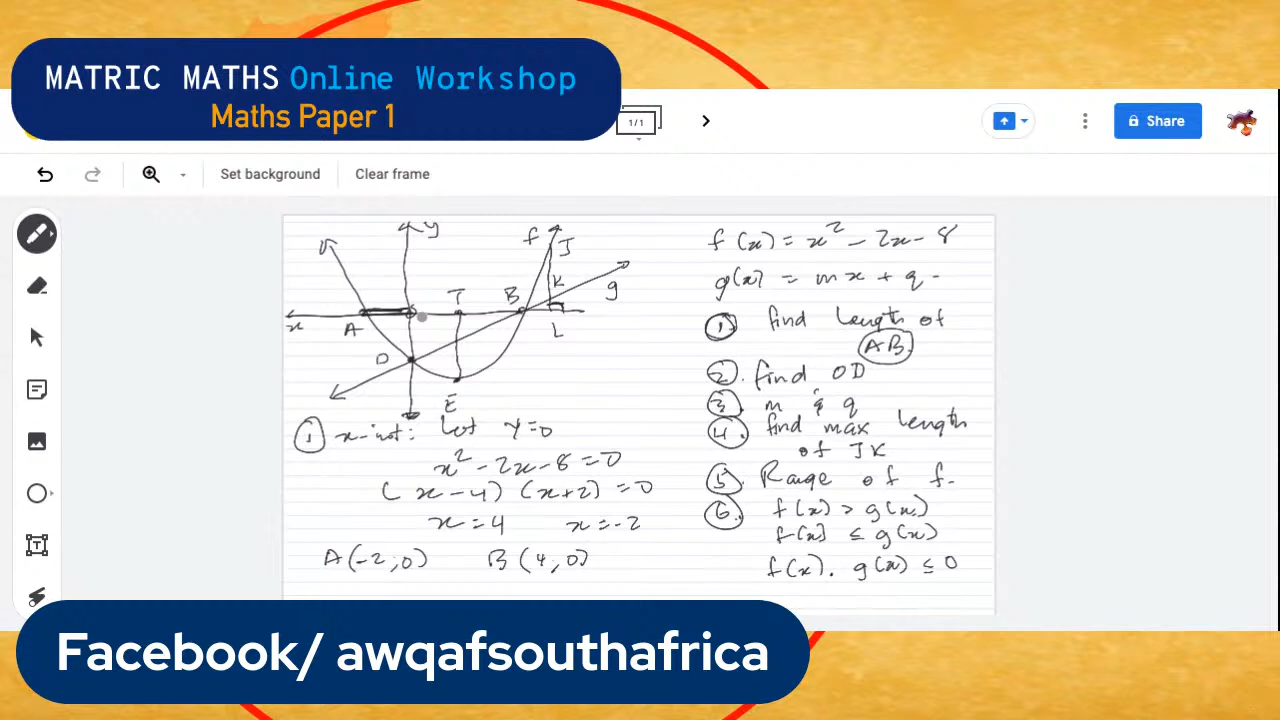 MATRIC MATHS Online Workshop
Maths Paper 1
1/1
Share
Set background
Clear frame
y
f
J
K
g
T
B
x
A
L
D
E
f(x) = x² - 2x - 8
g(x) = mx + q
① find length of
AB.
②. find OD
③. m & q
④. find max length
of JK
⑤. Range of f.
⑥. f(x) > g(x)
f(x) ≤ g(x)
f(x). g(x) ≤ 0
① x-int: Let y=0
x² - 2x - 8 = 0
(x-4) (x+2) = 0
x = 4 x = -2
A(-2;0) B(4,0)
Facebook/ awqafsouthafrica